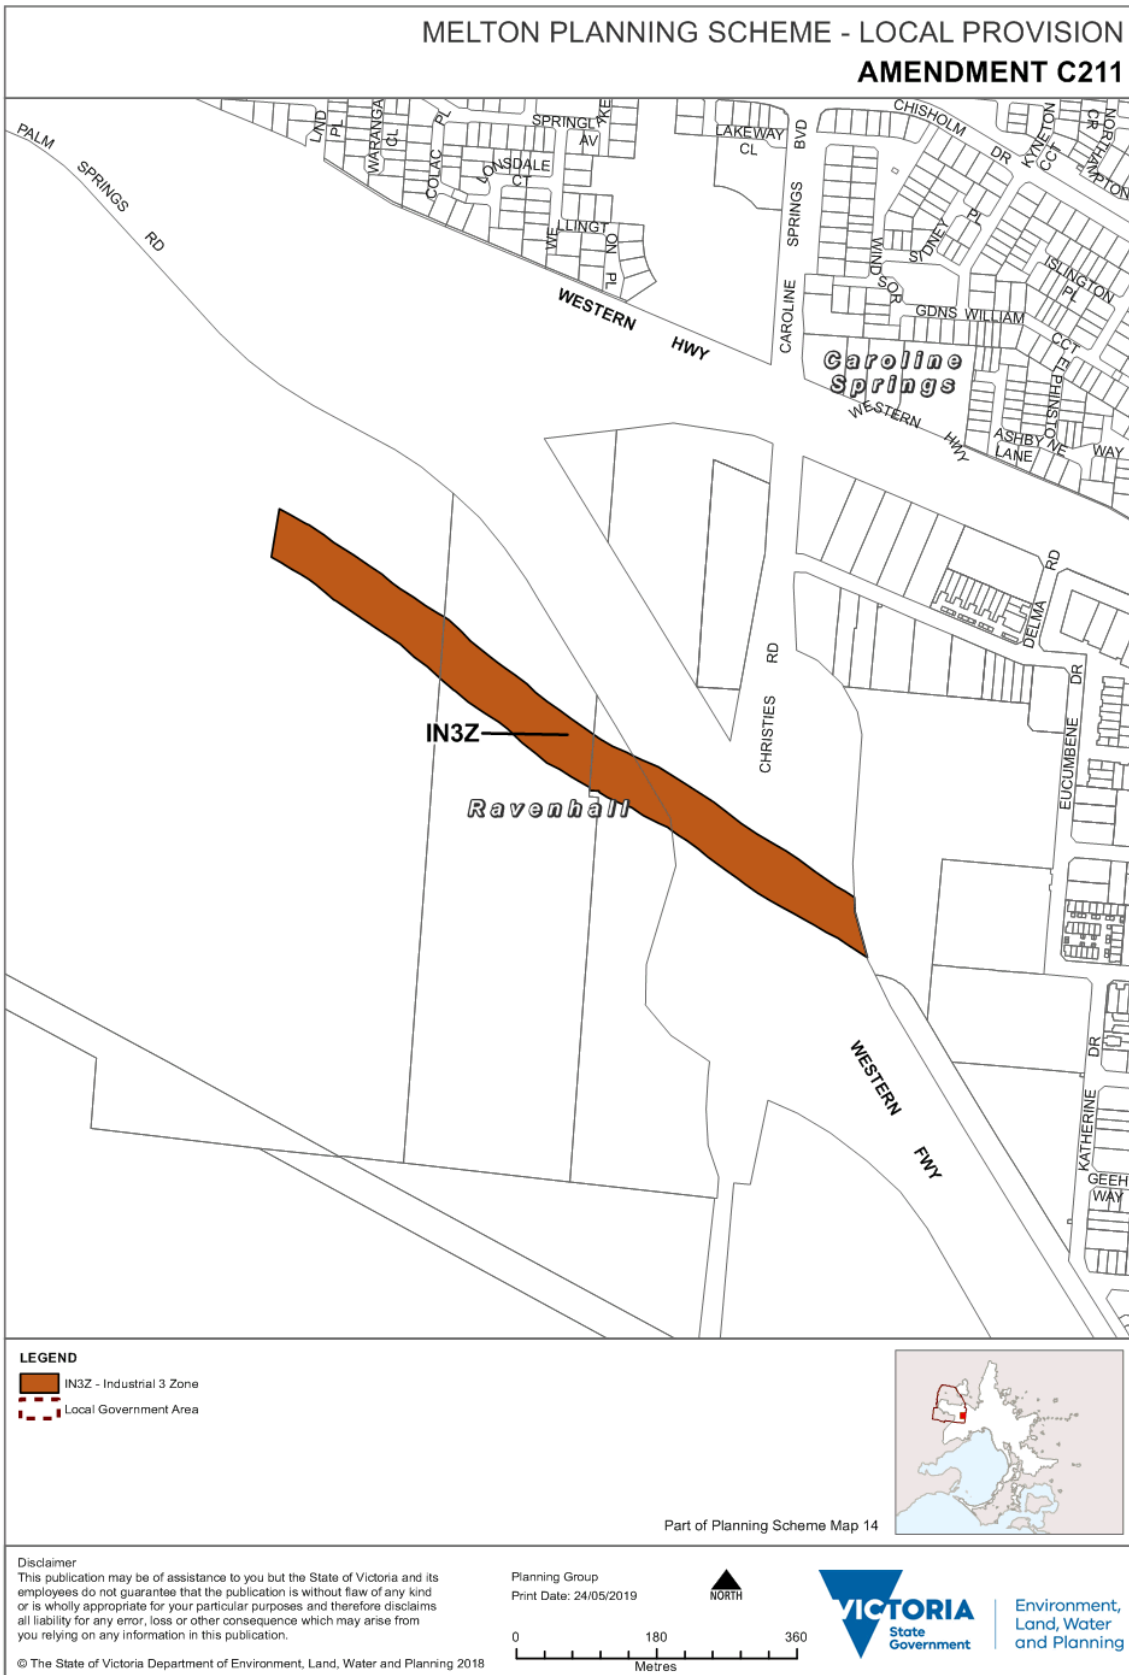 MELTON PLANNING SCHEME - LOCAL PROVISION
AMENDMENT C211
PALM SPRINGS RD
LIND PL
WARANGA CL
COLAC PL
LONSDALE CT
AV
WELLINGTON PL
LAKEWAY CL
CAROLINE SPRINGS BVD
CHISHOLM DR
KYNETON CCT
NORTHAMPTON CR
SIDNEY PL
WINDSOR GDNS
WILLIAM CCT
ISLINGTON PL
ELPHINSTONE WAY
ASHBY LANE
WESTERN HWY
Caroline
Springs
WESTERN HWY
DELMA RD
EUCUMBENE DR
CHRISTIES RD
IN3Z
Ravenhall
WESTERN FWY
KATHERINE DR
GEEH
WAY
LEGEND
IN3Z - Industrial 3 Zone
Local Government Area
Part of Planning Scheme Map 14
Disclaimer
This publication may be of assistance to you but the State of Victoria and its
employees do not guarantee that the publication is without flaw of any kind
or is wholly appropriate for your particular purposes and therefore disclaims
all liability for any error, loss or other consequence which may arise from
you relying on any information in this publication.
© The State of Victoria Department of Environment, Land, Water and Planning 2018
Planning Group
Print Date: 24/05/2019
NORTH
0 180 360
Metres
VICTORIA
State
Government
Environment,
Land, Water
and Planning